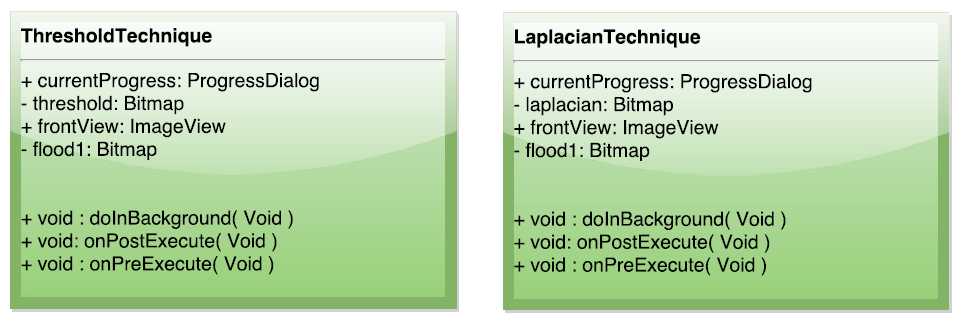 ThresholdTechnique
+ currentProgress: ProgressDialog
- threshold: Bitmap
+ frontView: ImageView
- flood1: Bitmap
+ void : doInBackground( Void )
+ void: onPostExecute( Void )
+ void : onPreExecute( Void )
LaplacianTechnique
+ currentProgress: ProgressDialog
- laplacian: Bitmap
+ frontView: ImageView
- flood1: Bitmap
+ void : doInBackground( Void )
+ void: onPostExecute( Void )
+ void : onPreExecute( Void )